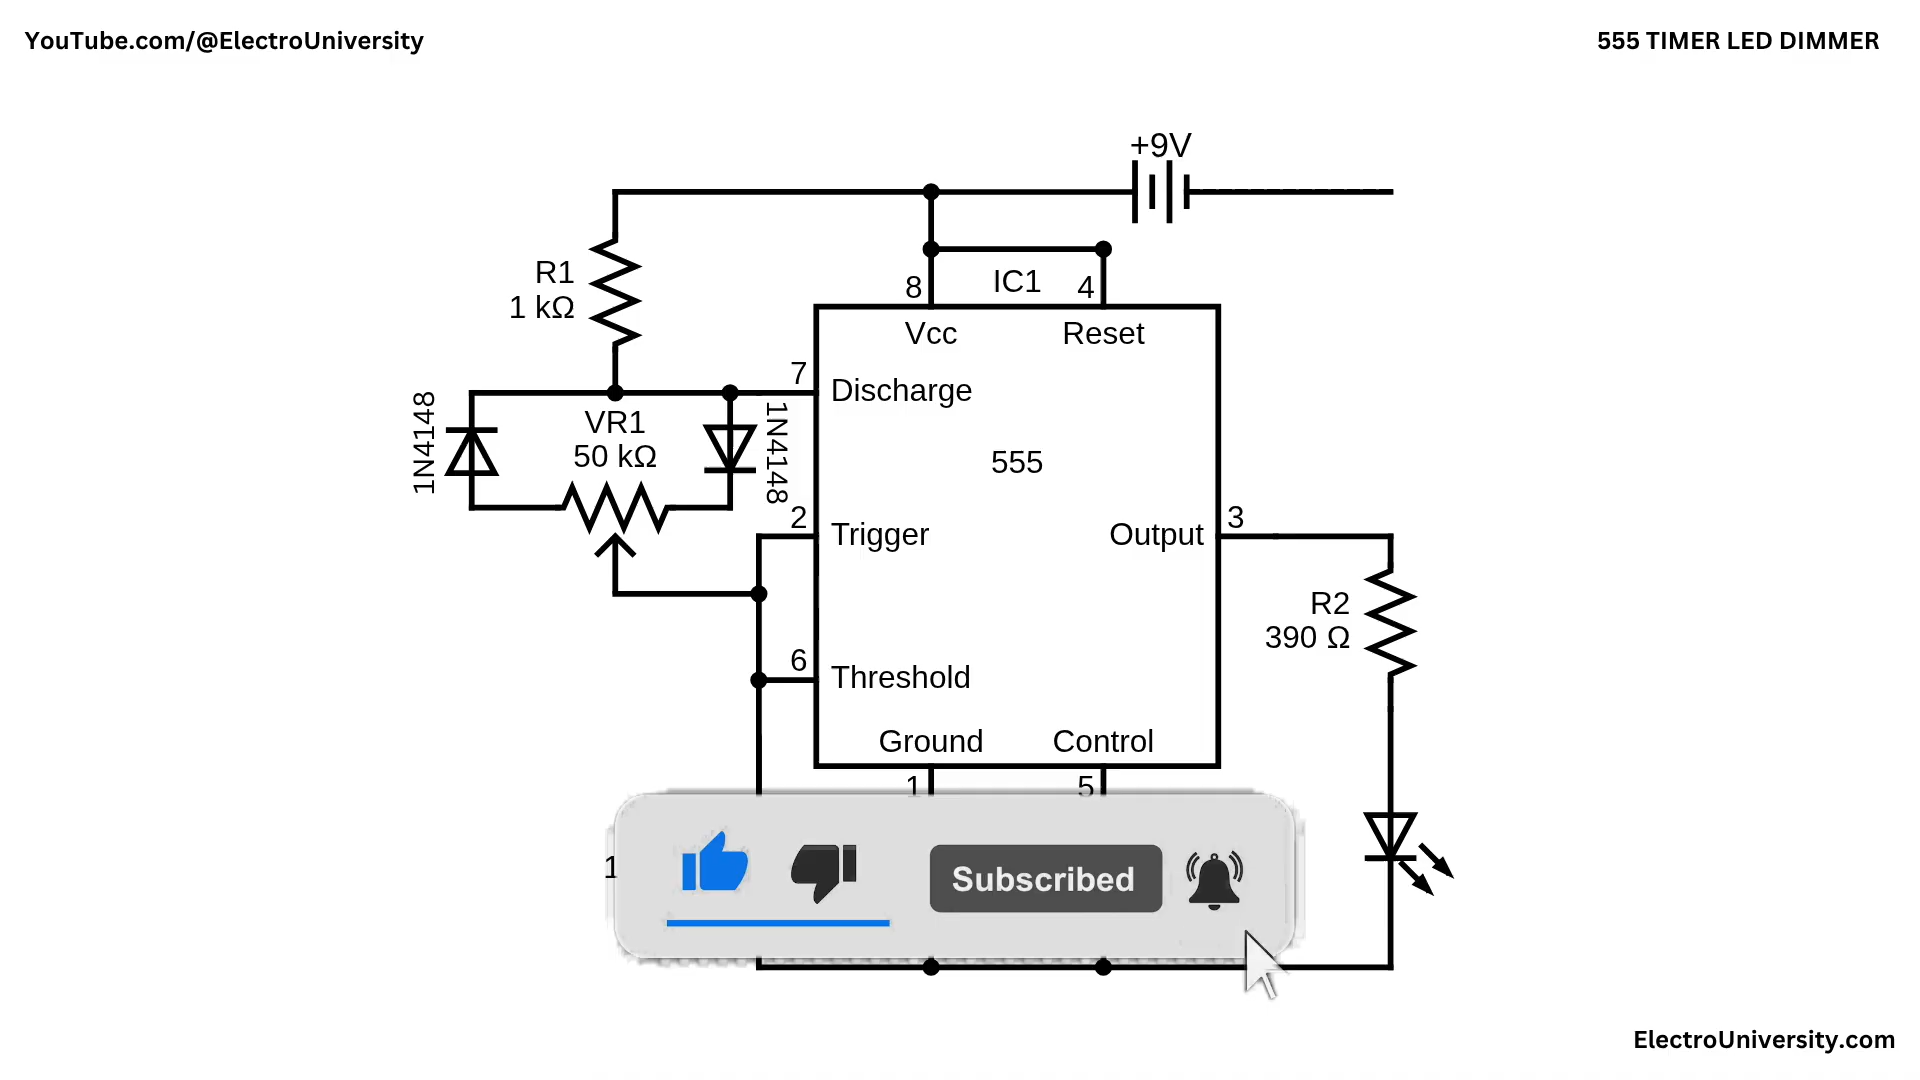 YouTube.com/@ElectroUniversity
555 TIMER LED DIMMER
+9V
R1
1 kΩ
8
IC1
4
Vcc
Reset
7
Discharge
1N4148
VR1
50 kΩ
1N4148
555
2
Trigger
Output
3
R2
390 Ω
6
Threshold
Ground
Control
1
5
1
Subscribed
ElectroUniversity.com